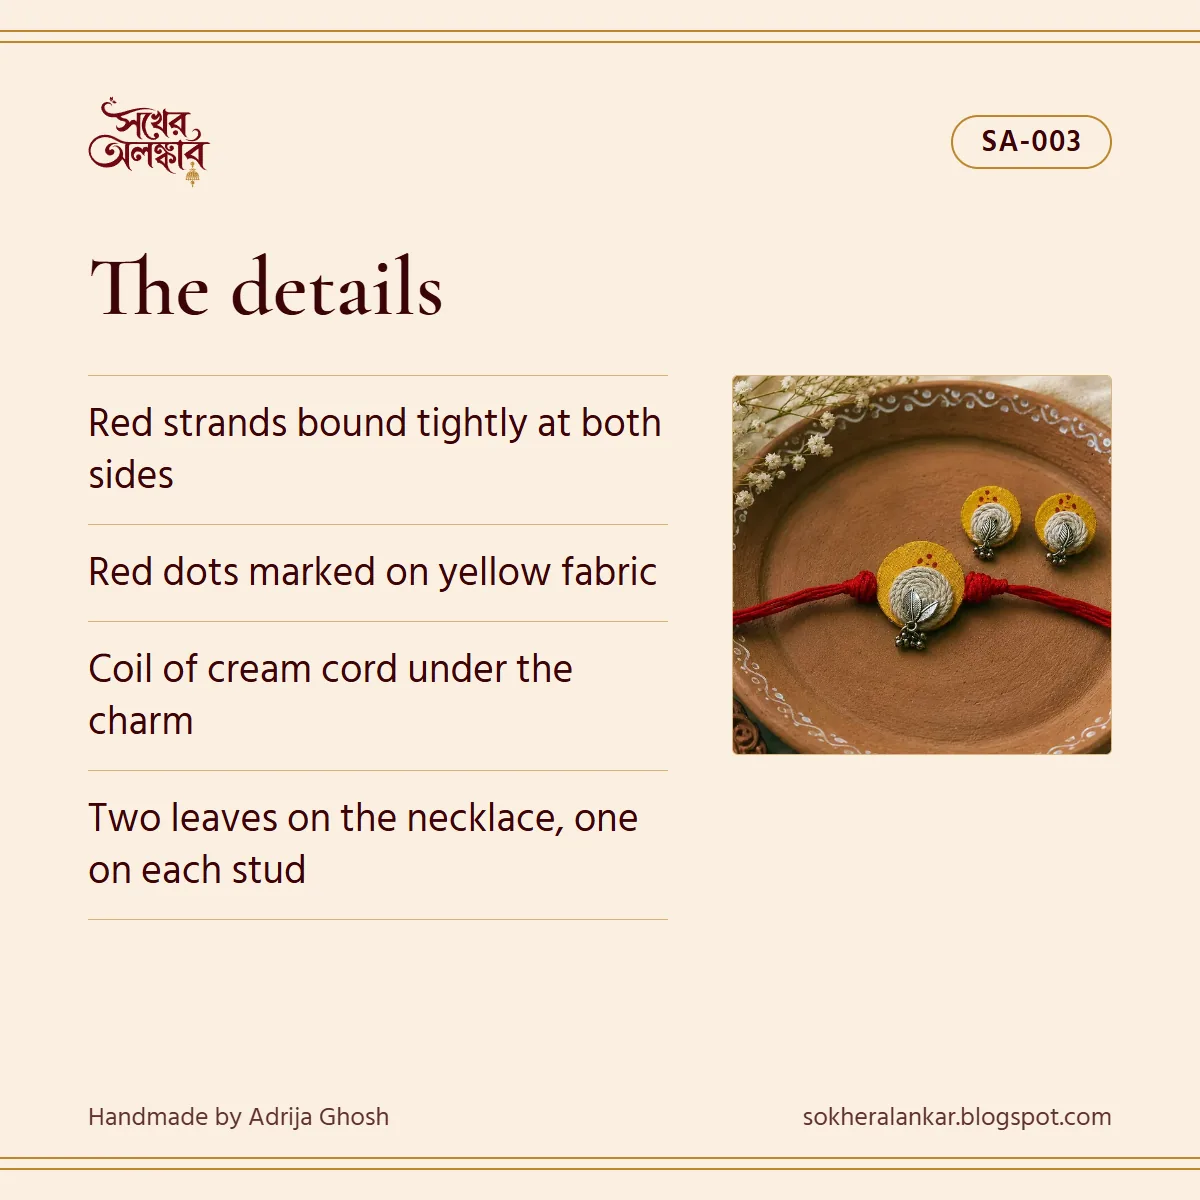 সখের
অলঙ্কার
SA-003
The details
Red strands bound tightly at both
sides
Red dots marked on yellow fabric
Coil of cream cord under the
charm
Two leaves on the necklace, one
on each stud
Handmade by Adrija Ghosh
sokheralankar.blogspot.com